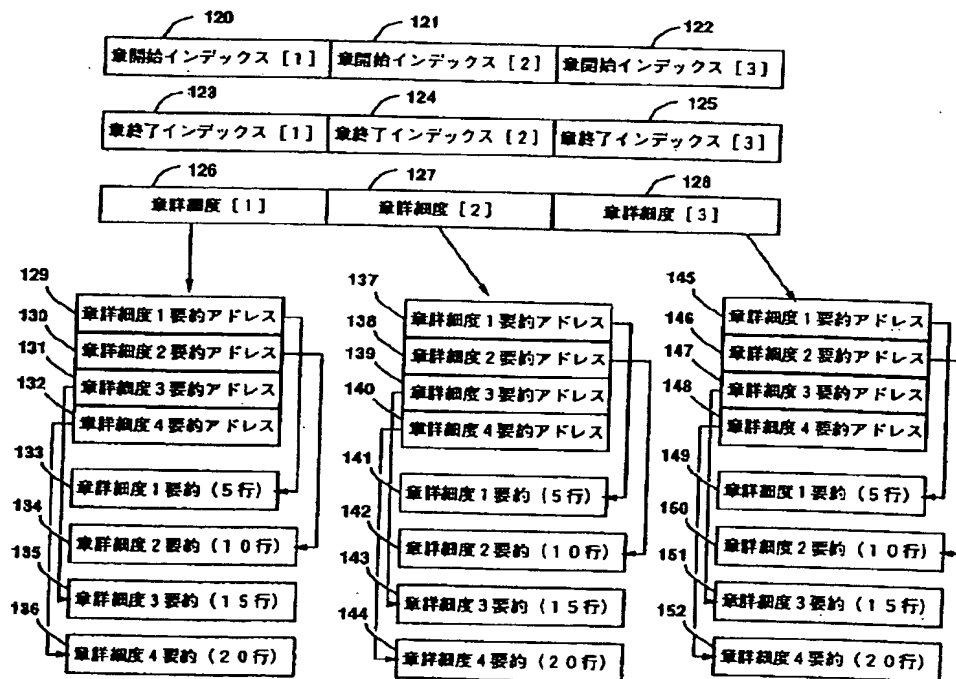 120 121 122
章開始インデックス [1] 章開始インデックス [2] 章開始インデックス [3]
123 124 125
章終了インデックス [1] 章終了インデックス [2] 章終了インデックス [3]
126 127 128
章詳細度 [1] 章詳細度 [2] 章詳細度 [3]
129 章詳細度1要約アドレス
130 章詳細度2要約アドレス
131 章詳細度3要約アドレス
132 章詳細度4要約アドレス
133 章詳細度1要約 (5行)
134 章詳細度2要約 (10行)
135 章詳細度3要約 (15行)
136 章詳細度4要約 (20行)
137 章詳細度1要約アドレス
138 章詳細度2要約アドレス
139 章詳細度3要約アドレス
140 章詳細度4要約アドレス
141 章詳細度1要約 (5行)
142 章詳細度2要約 (10行)
143 章詳細度3要約 (15行)
144 章詳細度4要約 (20行)
145 章詳細度1要約アドレス
146 章詳細度2要約アドレス
147 章詳細度3要約アドレス
148 章詳細度4要約アドレス
149 章詳細度1要約 (5行)
150 章詳細度2要約 (10行)
151 章詳細度3要約 (15行)
152 章詳細度4要約 (20行)